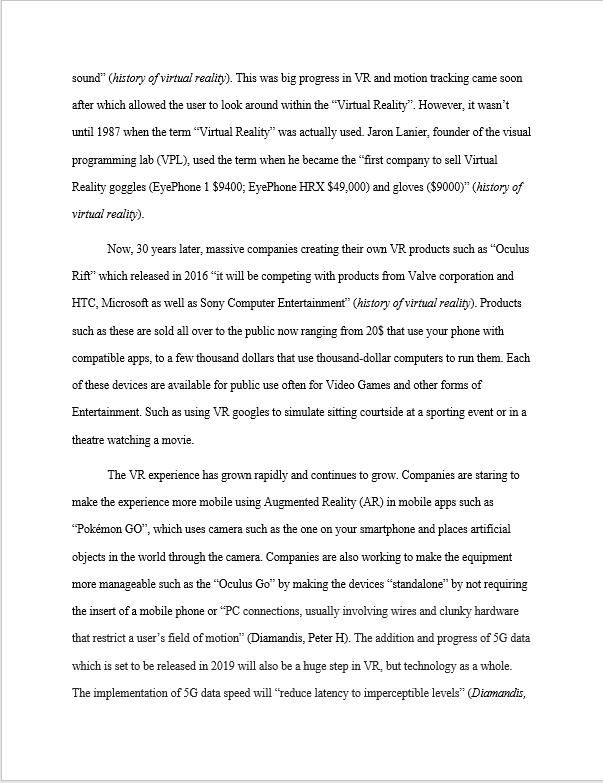 sound” (history of virtual reality). This was big progress in VR and motion tracking came soon
after which allowed the user to look around within the “Virtual Reality”. However, it wasn’t
until 1987 when the term “Virtual Reality” was actually used. Jaron Lanier, founder of the visual
programming lab (VPL), used the term when he became the “first company to sell Virtual
Reality goggles (EyePhone 1 $9400; EyePhone HRX $49,000) and gloves ($9000)” (history of
virtual reality).
Now, 30 years later, massive companies creating their own VR products such as “Oculus
Rift” which released in 2016 “it will be competing with products from Valve corporation and
HTC, Microsoft as well as Sony Computer Entertainment” (history of virtual reality). Products
such as these are sold all over to the public now ranging from 20$ that use your phone with
compatible apps, to a few thousand dollars that use thousand-dollar computers to run them. Each
of these devices are available for public use often for Video Games and other forms of
Entertainment. Such as using VR googles to simulate sitting courtside at a sporting event or in a
theatre watching a movie.
The VR experience has grown rapidly and continues to grow. Companies are staring to
make the experience more mobile using Augmented Reality (AR) in mobile apps such as
“Pokémon GO”, which uses camera such as the one on your smartphone and places artificial
objects in the world through the camera. Companies are also working to make the equipment
more manageable such as the “Oculus Go” by making the devices “standalone” by not requiring
the insert of a mobile phone or “PC connections, usually involving wires and clunky hardware
that restrict a user’s field of motion” (Diamandis, Peter H). The addition and progress of 5G data
which is set to be released in 2019 will also be a huge step in VR, but technology as a whole.
The implementation of 5G data speed will “reduce latency to imperceptible levels” (Diamandis,